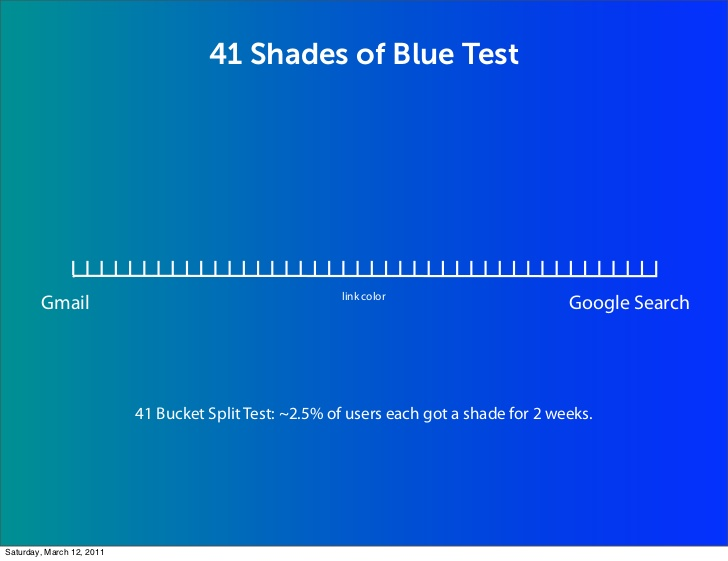 41 Shades of Blue Test
Gmail
link color
Google Search
41 Bucket Split Test: ~2.5% of users each got a shade for 2 weeks.
Saturday, March 12, 2011